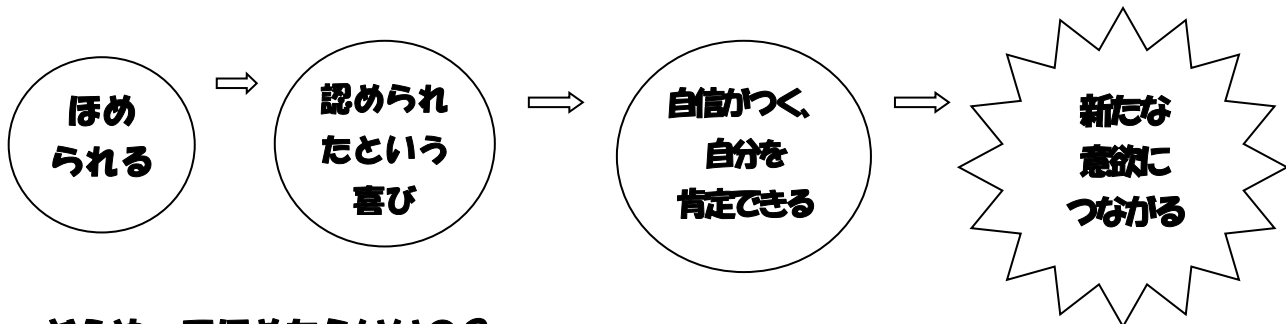 ほめ
られる
認められ
たという
喜び
自信がつく、
自分を
肯定できる
新たな
意欲に
つながる